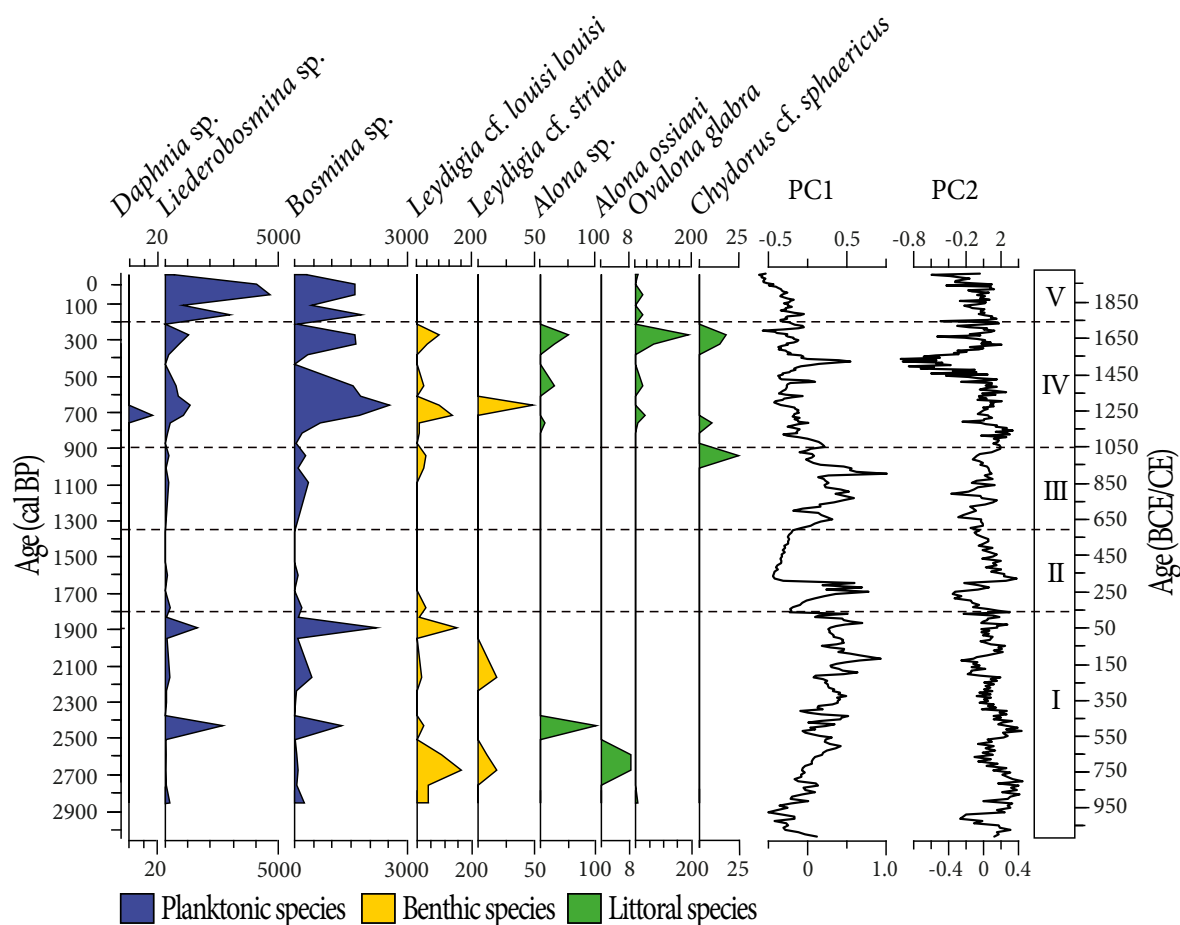 Daphnia sp.
Liederobosmina sp.
Bosmina sp.
Leydigia cf. louisi louisi
Leydigia cf. striata
Alona sp.
Alona ossiani
Ovalona glabra
Chydorus cf. sphaericus
PC1
PC2
20 5000 3000 200 50 100 8 200 25 -0.5 0.5 -0.8 -0.2 2
Age (cal BP)
0
100
300
500
700
900
1100
1300
1500
1700
1900
2100
2300
2500
2700
2900
V
IV
III
II
I
1850
1650
1450
1250
1050
850
650
450
250
50
150
350
550
750
950
Age (BCE/CE)
20 5000 3000 200 50 100 8 200 25 0 1.0 -0.4 0 0.4
Planktonic species Benthic species Littoral species